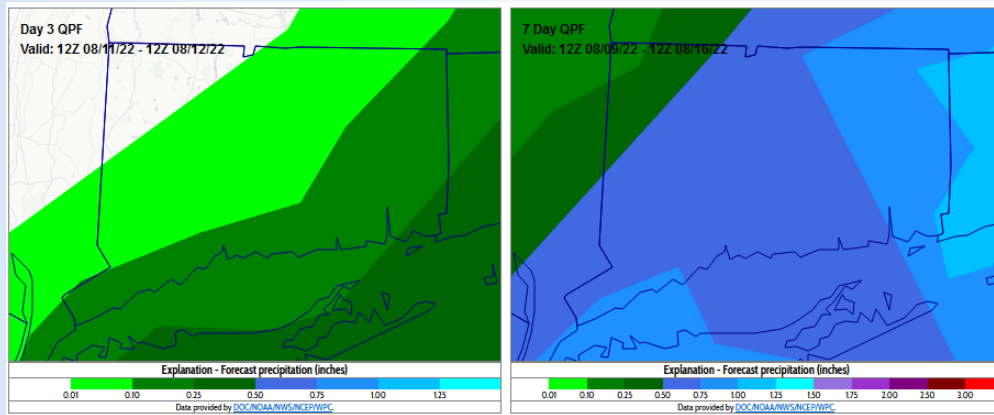 Day 3 QPF
Valid: 12Z 08/11/22 - 12Z 08/12/22
Explanation - Forecast precipitation (inches)
0.01 0.10 0.25 0.50 0.75 1.00 1.25
Data provided by DOC/NOAA/NWS/NCEP/WPC.
7 Day QPF
Valid: 12Z 08/09/22 - 12Z 08/16/22
Explanation - Forecast precipitation (inches)
0.01 0.10 0.25 0.50 0.75 1.00 1.50 1.75 2.00 2.50 3.00
Data provided by DOC/NOAA/NWS/NCEP/WPC.